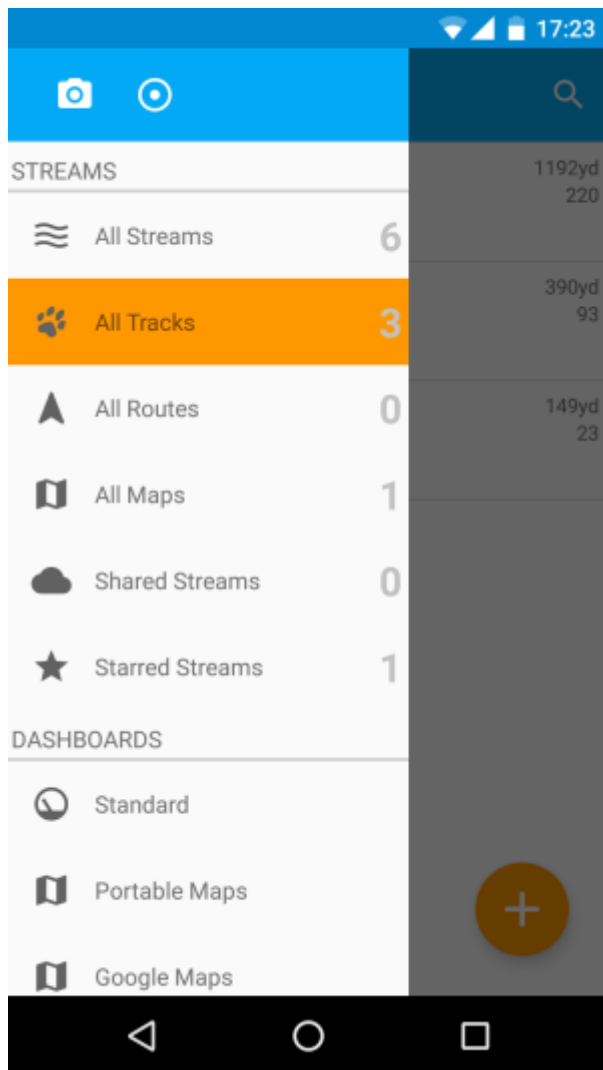 17:23
STREAMS
All Streams 6
All Tracks 3
All Routes 0
All Maps 1
Shared Streams 0
Starred Streams 1
DASHBOARDS
Standard
Portable Maps
Google Maps
1192yd
220
390yd
93
149yd
23